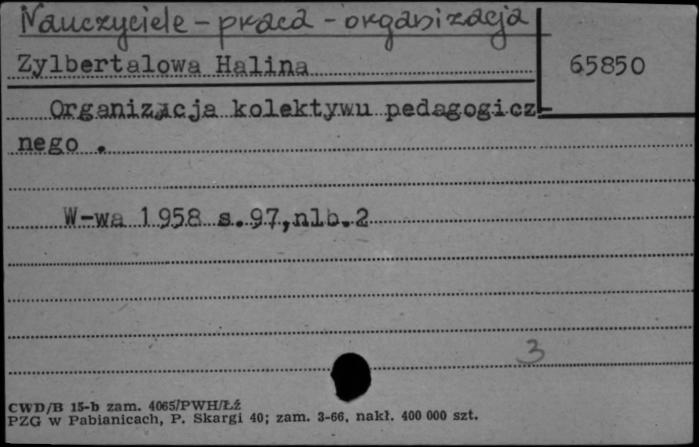 Nauczyciele - praca - organizacja
Zylbertalowa Halina
65850
Organizacja kolektywu pedagogicz-
nego .
W-wa 1958 s.97,nlb.2
3
CWD/B 15-b zam. 4065/PWH/Łź
PZG w Pabianicach, P. Skargi 40; zam. 3-66, nakł. 400 000 szt.